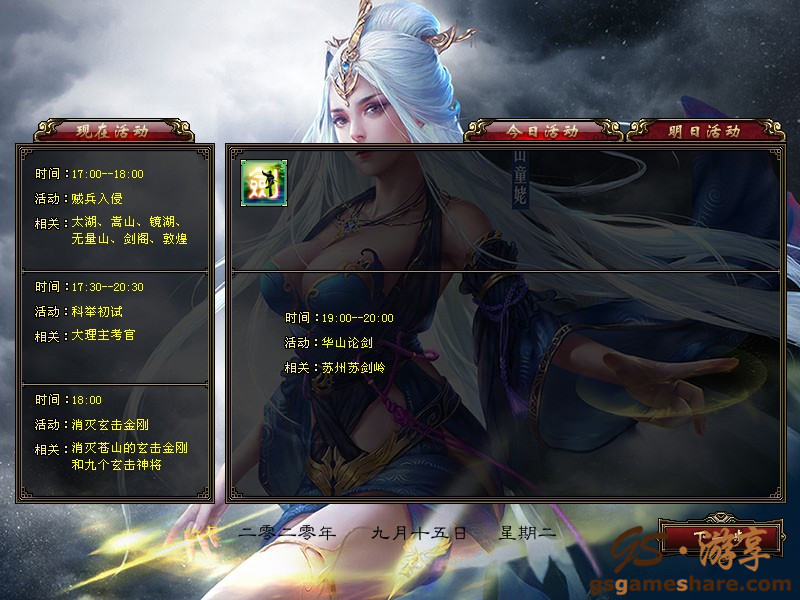 现在活动
今日活动
明日活动
时间：17:00--18:00
活动：贼兵入侵
相关：太湖、嵩山、镜湖、
无量山、剑阁、敦煌
时间：17:30--20:30
活动：科举初试
相关：大理主考官
时间：18:00
活动：消灭玄击金刚
相关：消灭苍山的玄击金刚
和九个玄击神将
山童姥
时间：19:00--20:00
活动：华山论剑
相关：苏州苏剑岭
二零二零年 九月十五日 星期二
下 步
GS·游享
gsgameshare.com